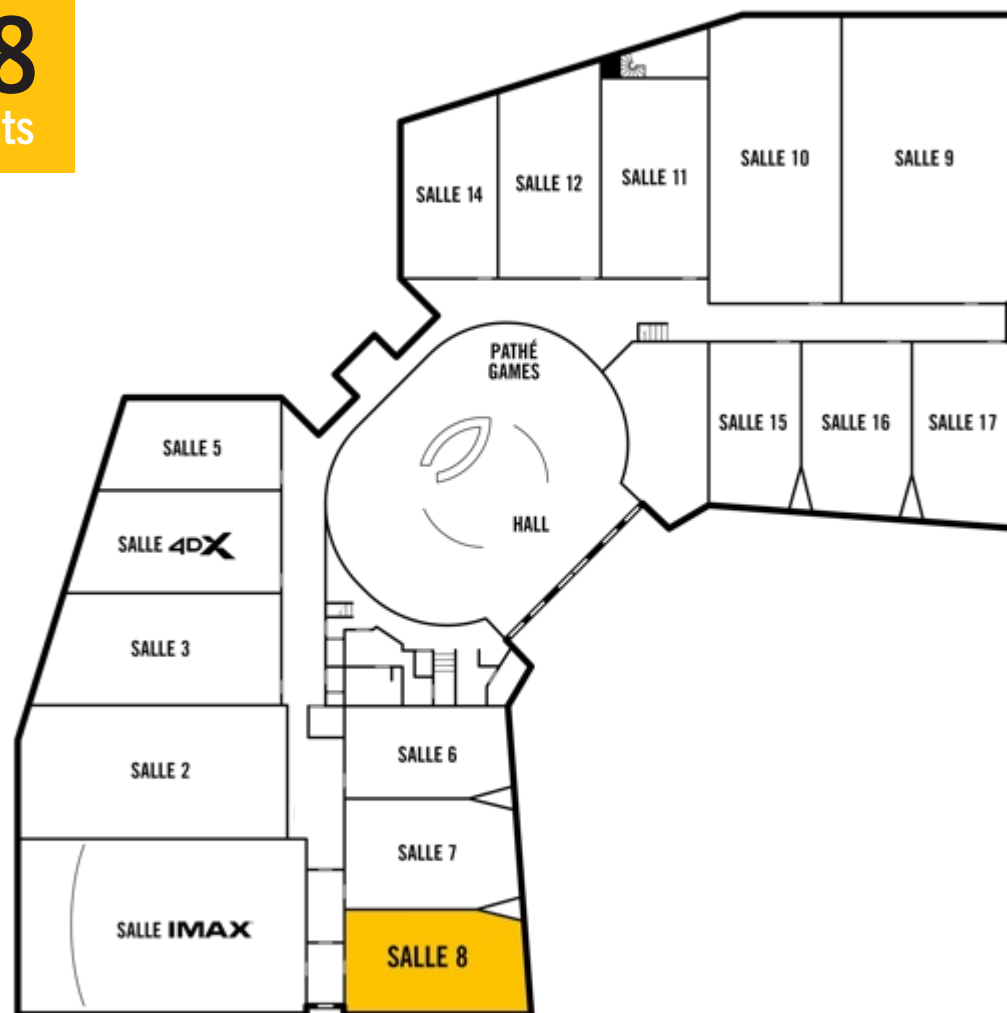 8
ts
SALLE 14
SALLE 12
SALLE 11
SALLE 10
SALLE 9
PATHÉ
GAMES
SALLE 15
SALLE 16
SALLE 17
HALL
SALLE 5
SALLE 4DX
SALLE 3
SALLE 2
SALLE IMAX
SALLE 6
SALLE 7
SALLE 8